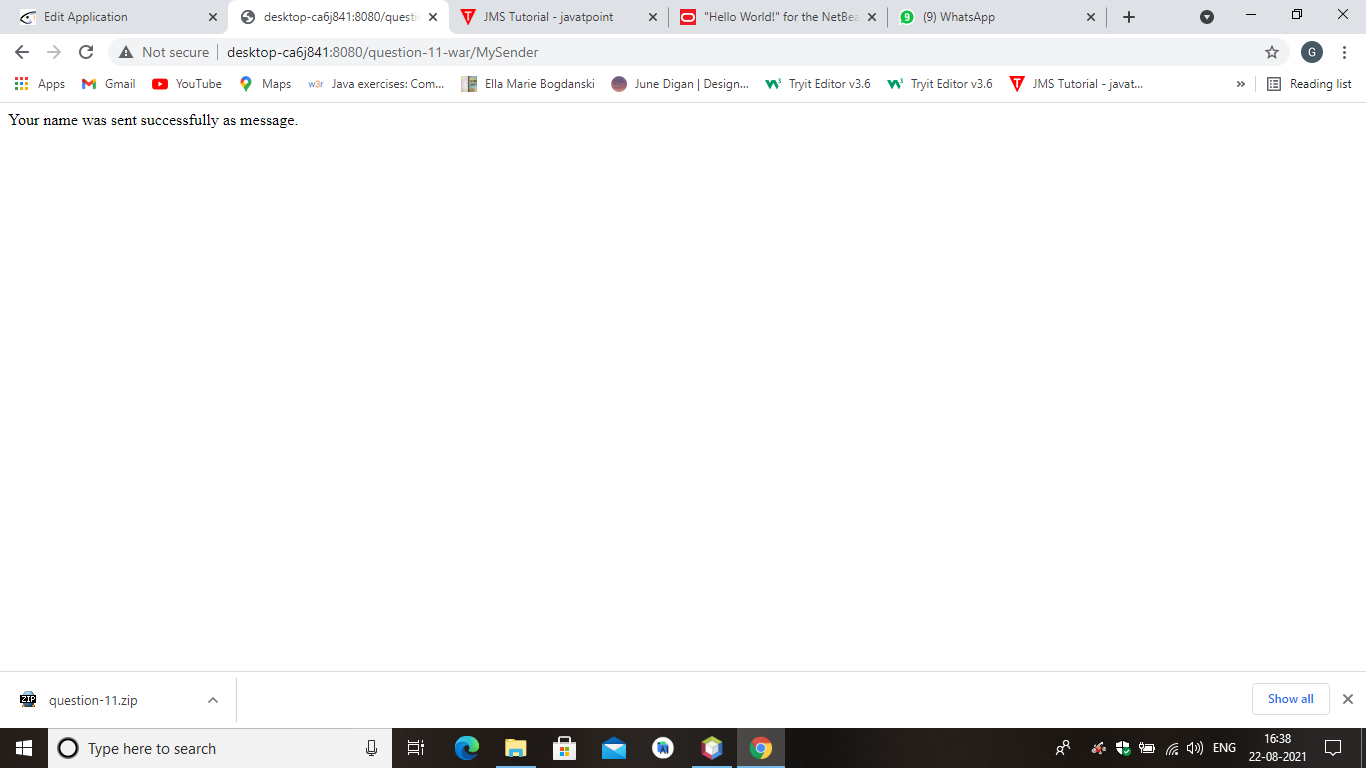 Edit Application
desktop-ca6j841:8080/questi
JMS Tutorial - javatpoint
"Hello World!" for the NetBea
9 (9) WhatsApp
Not secure desktop-ca6j841:8080/question-11-war/MySender
G
Apps Gmail YouTube Maps w3r Java exercises: Com... Ella Marie Bogdanski June Digan | Design... Tryit Editor v3.6 Tryit Editor v3.6 JMS Tutorial - javat... » Reading list
Your name was sent successfully as message.
ZIP question-11.zip
Show all
Type here to search
ENG
16:38
22-08-2021